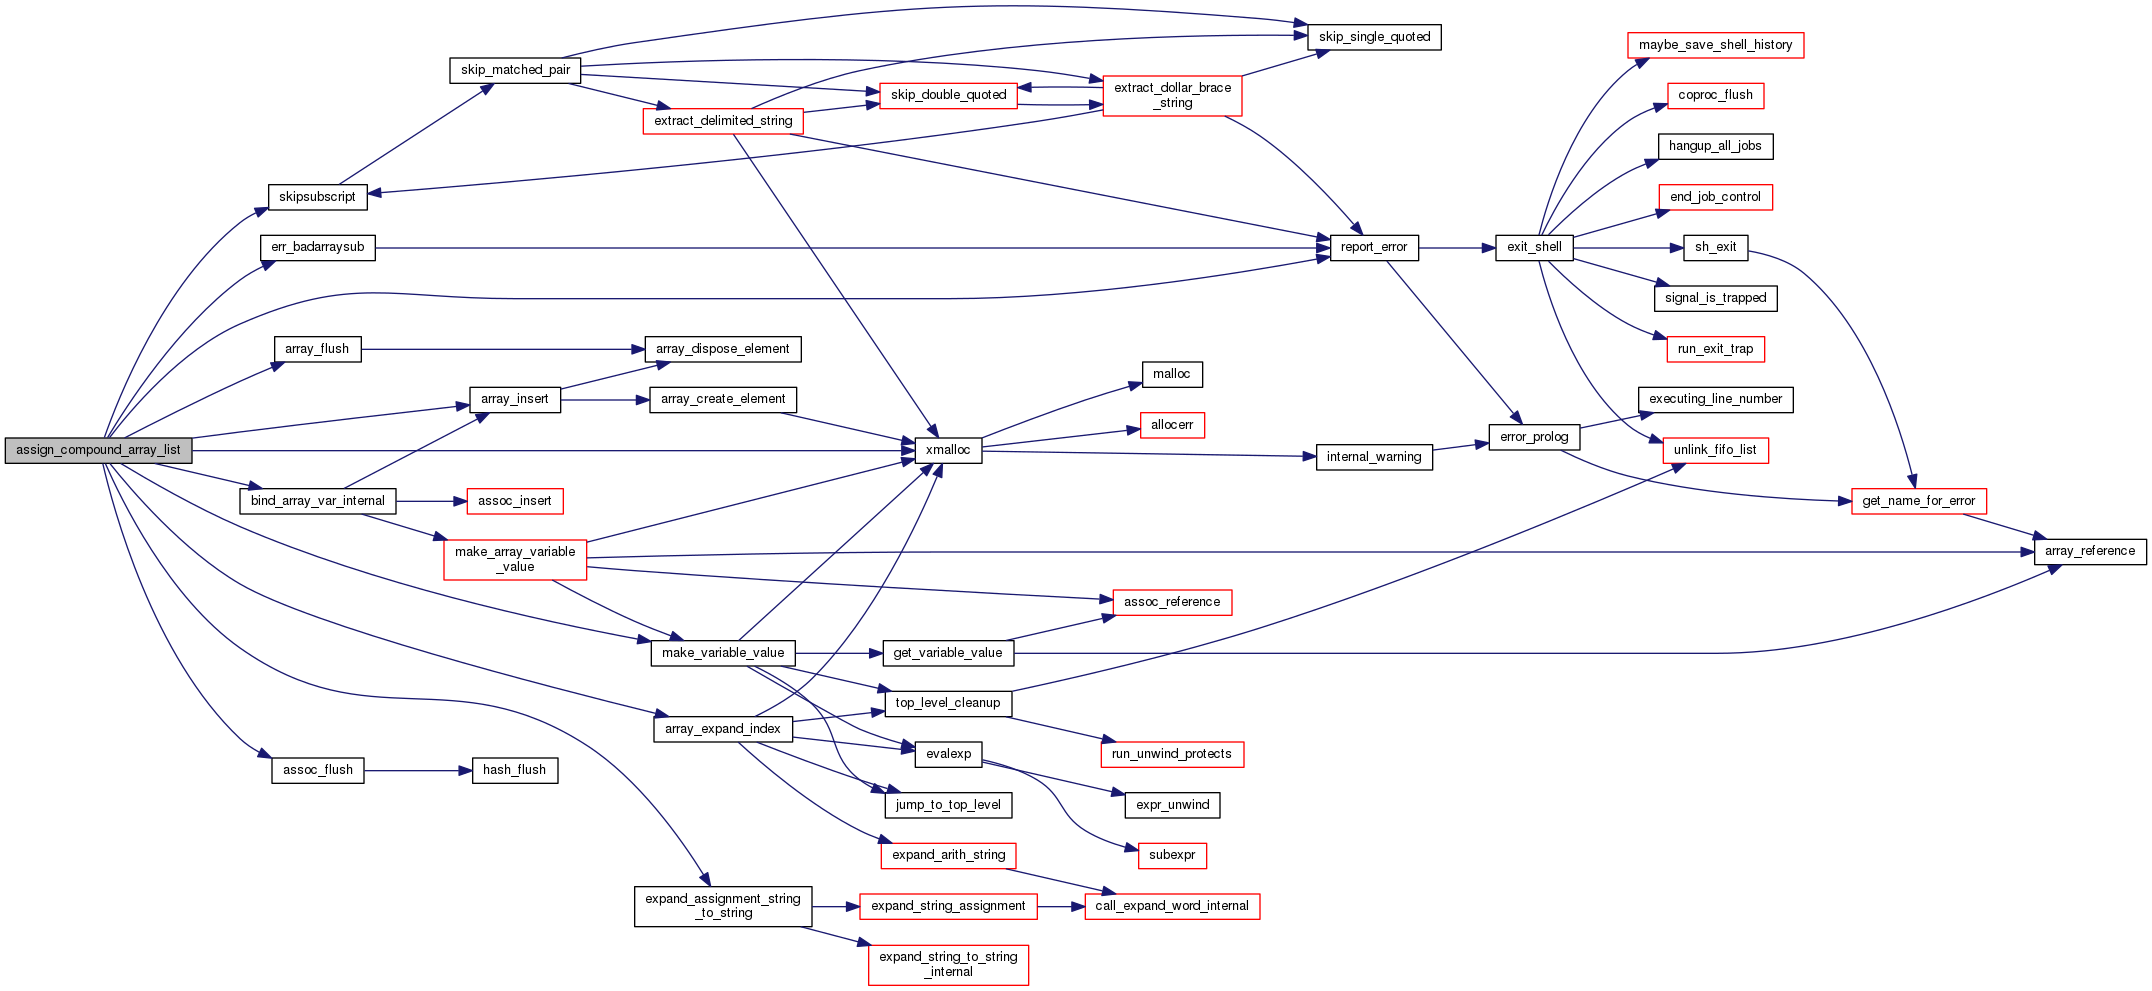 skip_single_quoted
maybe_save_shell_history
skip_matched_pair
skip_double_quoted
extract_dollar_brace
_string
coproc_flush
extract_delimited_string
hangup_all_jobs
skipsubscript
end_job_control
err_badarraysub
report_error
exit_shell
sh_exit
signal_is_trapped
array_flush
array_dispose_element
run_exit_trap
malloc
array_insert
array_create_element
executing_line_number
allocerr
error_prolog
assign_compound_array_list
xmalloc
internal_warning
unlink_fifo_list
bind_array_var_internal
assoc_insert
get_name_for_error
make_array_variable
_value
array_reference
assoc_reference
make_variable_value
get_variable_value
top_level_cleanup
array_expand_index
evalexp
run_unwind_protects
assoc_flush
hash_flush
jump_to_top_level
expr_unwind
expand_arith_string
subexpr
expand_assignment_string
_to_string
expand_string_assignment
call_expand_word_internal
expand_string_to_string
_internal